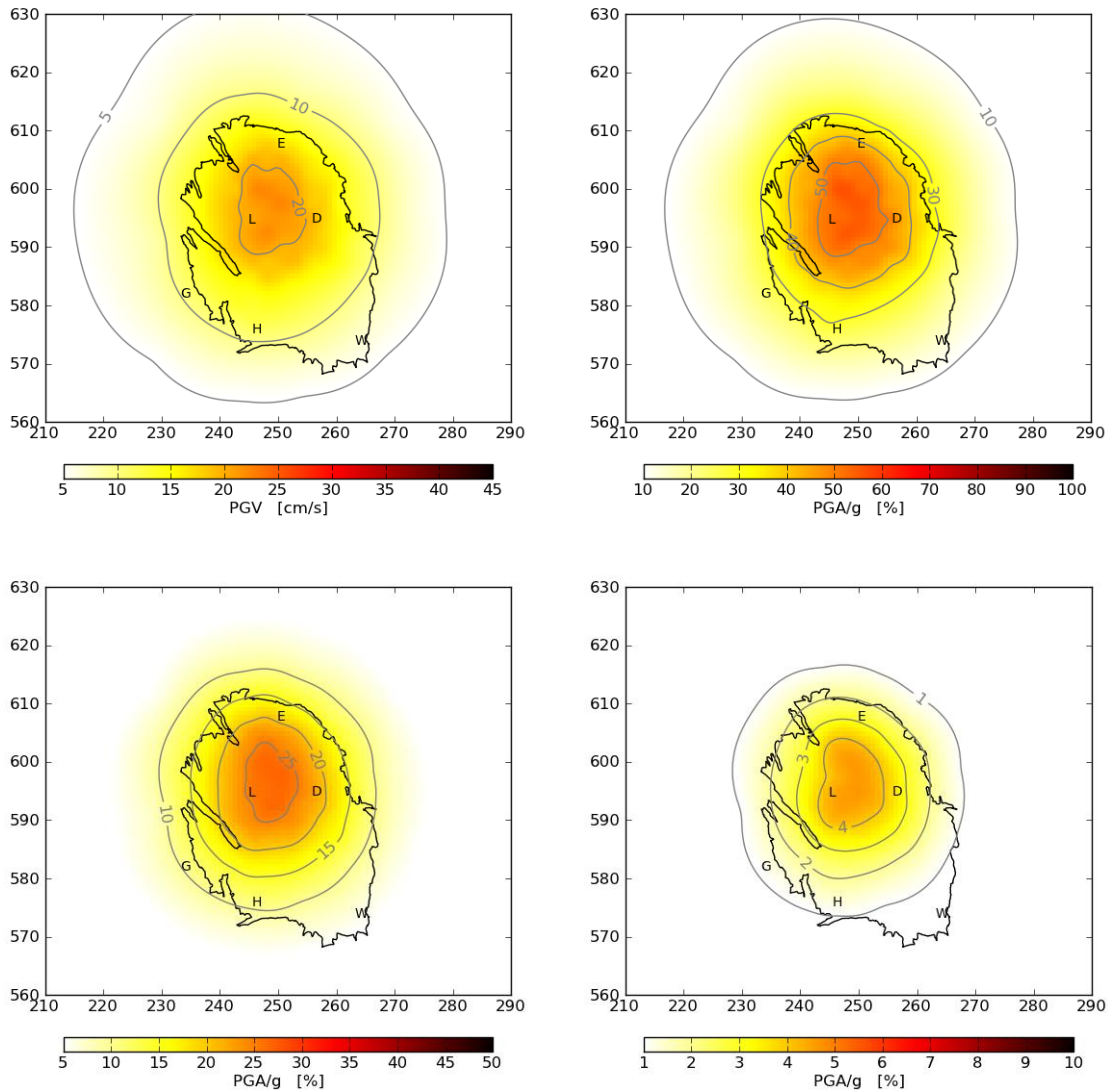 630
620
610
600
590
580
570
560
210 220 230 240 250 260 270 280 290
5
10
20
E
L
D
G
H
W
5 10 15 20 25 30 35 40 45
PGV [cm/s]
630
620
610
600
590
580
570
560
210 220 230 240 250 260 270 280 290
10
30
50
40
E
L
D
G
H
W
10 20 30 40 50 60 70 80 90 100
PGA/g [%]
630
620
610
600
590
580
570
560
210 220 230 240 250 260 270 280 290
25
20
10
15
E
L
D
G
H
W
5 10 15 20 25 30 35 40 45 50
PGA/g [%]
630
620
610
600
590
580
570
560
210 220 230 240 250 260 270 280 290
1
3
4
2
E
L
D
G
H
W
1 2 3 4 5 6 7 8 9 10
PGA/g [%]